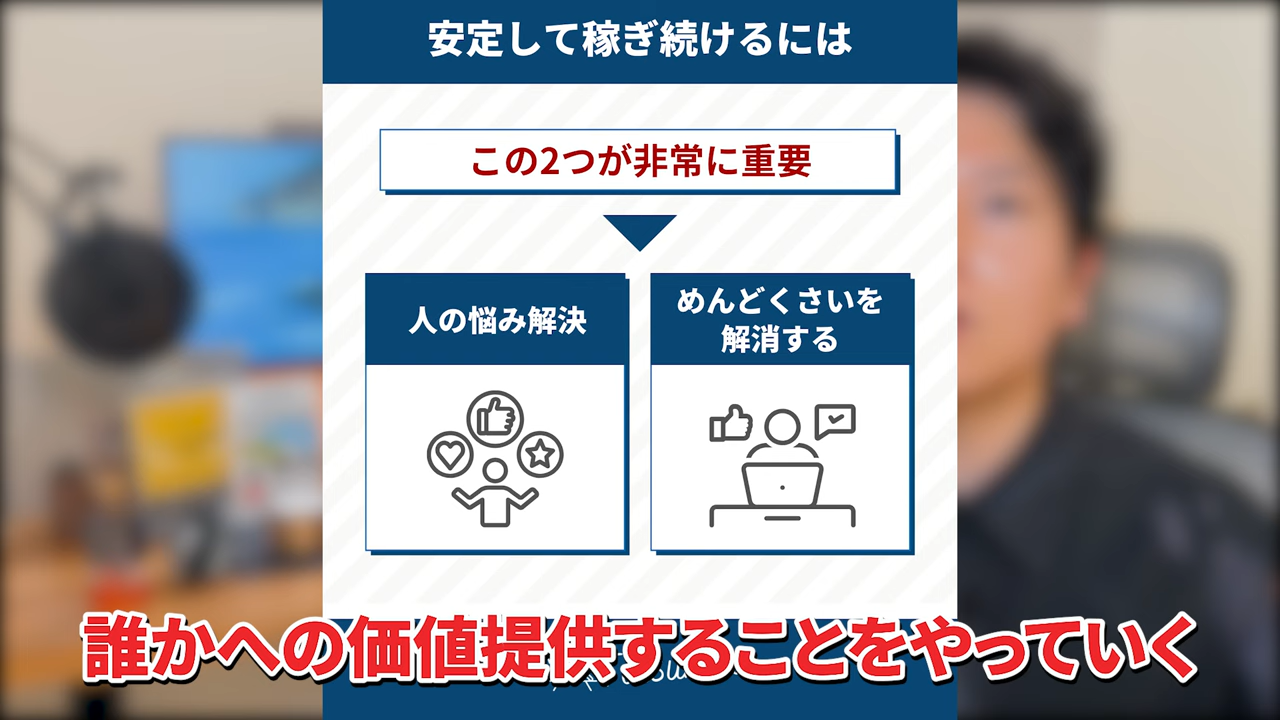 安定して稼ぎ続けるには
この2つが非常に重要
人の悩み解決
めんどくさいを
解消する
誰かへの価値提供することをやっていく